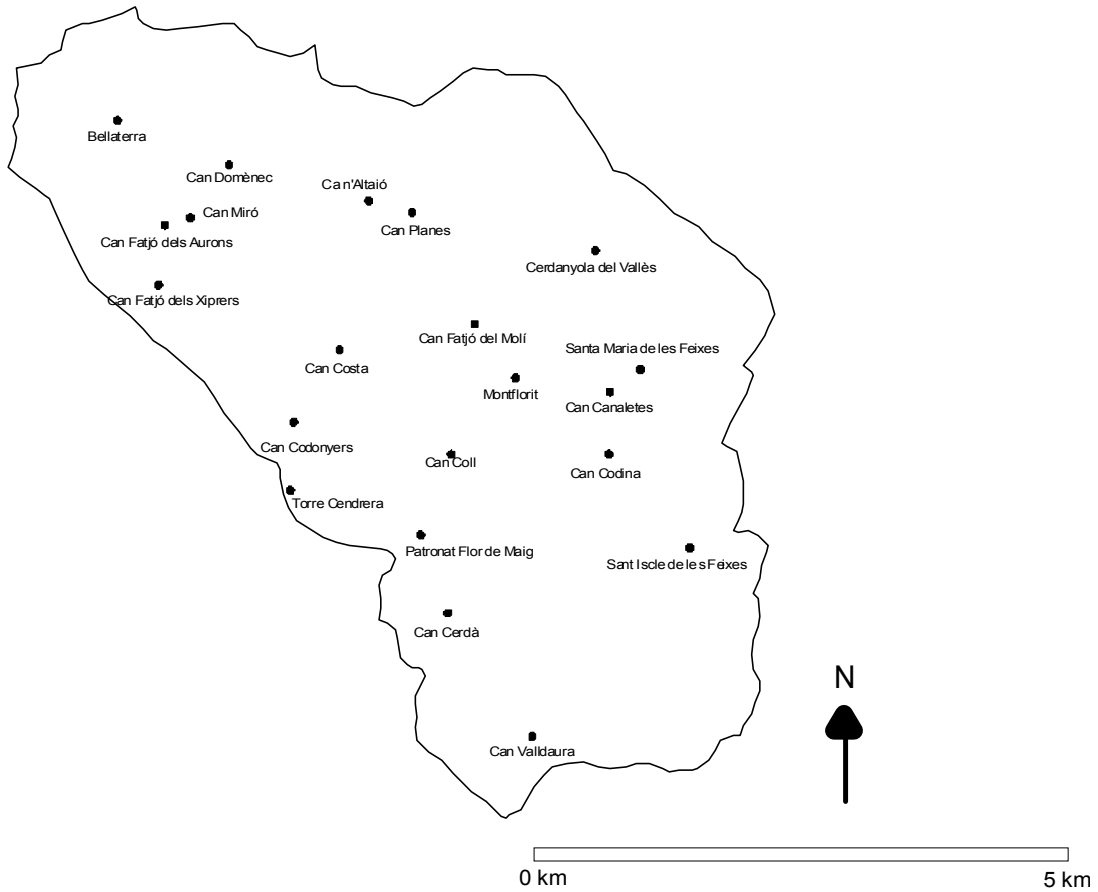 Bellaterra
Can Domènec
Can'Altaió
Can Miró
Can Planes
Can Fatjó dels Aurons
Cerdanyola del Vallès
Can Fatjó dels Xiprers
Can Fatjó del Molí
Santa Maria de les Feixes
Can Costa
Montflorit
Can Canaletes
Can Codonyers
Can Coll
Can Codina
Torre Cendrera
Patronat Flor de Maig
Sant Iscle de les Feixes
Can Cerdà
N
Can Valldaura
0 km
5 km